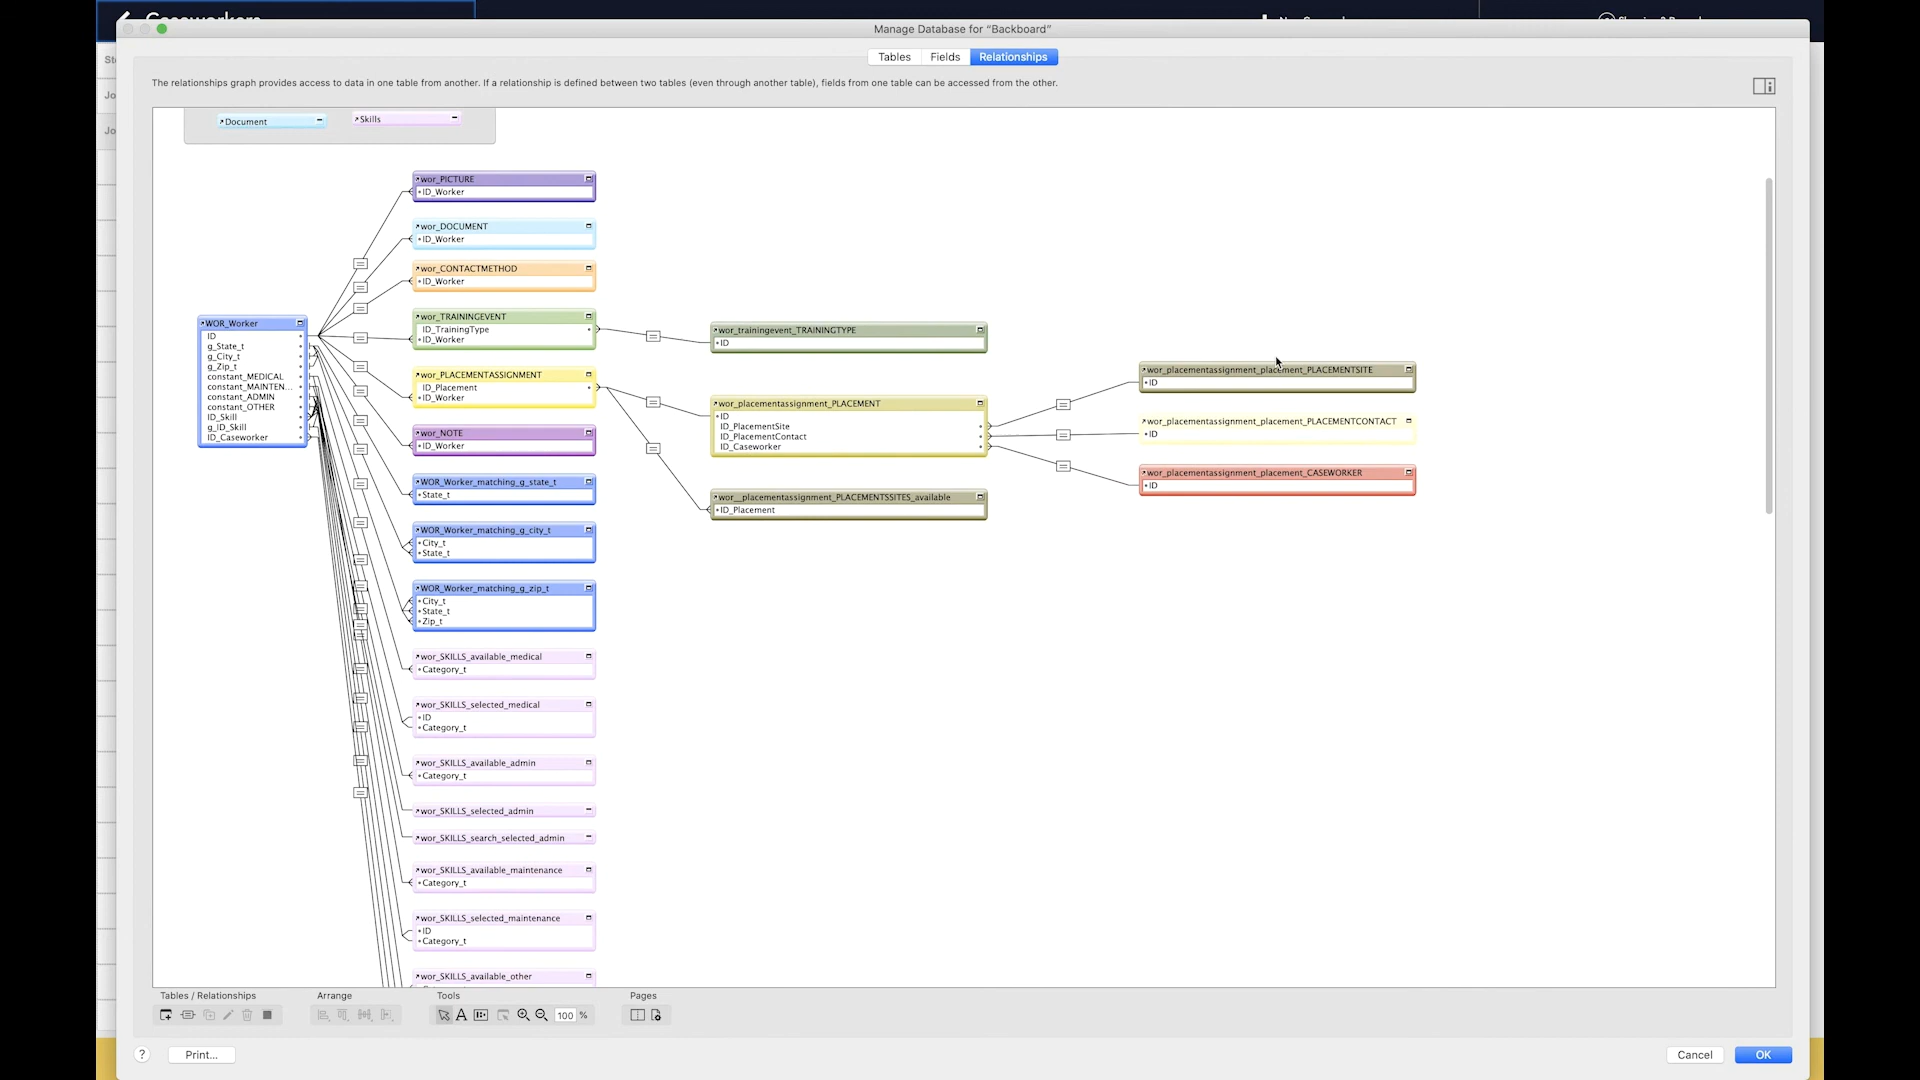 Manage Database for “Backboard”
Tables Fields Relationships
The relationships graph provides access to data in one table from another. If a relationship is defined between two tables (even through another table), fields from one table can be accessed from the other.
Document
Skills
wor_PICTURE
ID_Worker
wor_DOCUMENT
ID_Worker
wor_CONTACTMETHOD
ID_Worker
WOR_Worker
ID
g_State_t
g_City_t
g_Zip_t
constant_MEDICAL
constant_MAINTEN...
constant_ADMIN
constant_OTHER
ID_Skill
g_ID_Skill
ID_Caseworker
wor_TRAININGEVENT
ID_TrainingType
ID_Worker
wor_trainingevent_TRAININGTYPE
ID
wor_PLACEMENTASSIGNMENT
ID_Placement
ID_Worker
wor_placementassignment_PLACEMENT
ID
ID_PlacementSite
ID_PlacementContact
ID_Caseworker
wor_placementassignment_placement_PLACEMENTSITE
ID
wor_placementassignment_placement_PLACEMENTCONTACT
ID
wor_placementassignment_placement_CASEWORKER
ID
wor_NOTE
ID_Worker
wor__placementassignment_PLACEMENTSSITES_available
ID_Placement
WOR_Worker_matching_g_state_t
State_t
WOR_Worker_matching_g_city_t
City_t
State_t
WOR_Worker_matching_g_zip_t
City_t
State_t
Zip_t
wor_SKILLS_available_medical
Category_t
wor_SKILLS_selected_medical
ID
Category_t
wor_SKILLS_available_admin
Category_t
wor_SKILLS_selected_admin
wor_SKILLS_search_selected_admin
wor_SKILLS_available_maintenance
Category_t
wor_SKILLS_selected_maintenance
ID
Category_t
wor_SKILLS_available_other
Tables / Relationships Arrange Tools Pages
A 100 %
? Print... Cancel OK